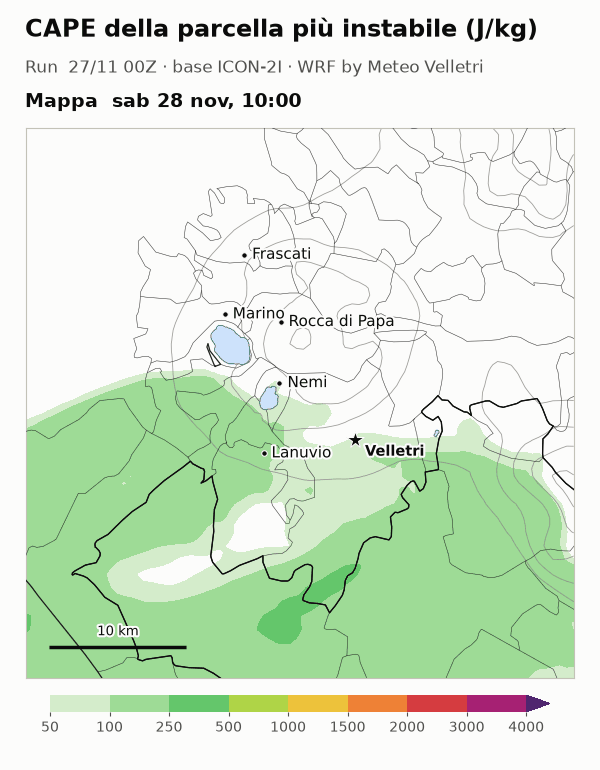 CAPE della parcella più instabile (J/kg)
Run  27/11 00Z · base ICON-2I · WRF by Meteo Velletri
Mappa  sab 28 nov, 10:00
Frascati
Marino
Rocca di Papa
Nemi
Velletri
Lanuvio
10 km
50 100 250 500 1000 1500 2000 3000 4000